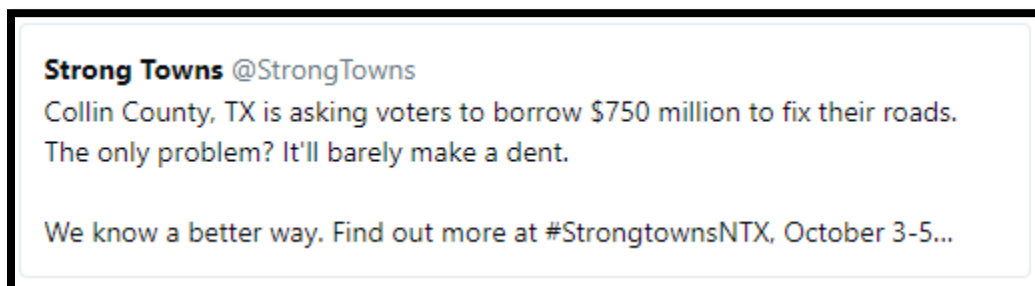 Strong Towns @StrongTowns
Collin County, TX is asking voters to borrow $750 million to fix their roads.
The only problem? It'll barely make a dent.
We know a better way. Find out more at #StrongtownsNTX, October 3-5...